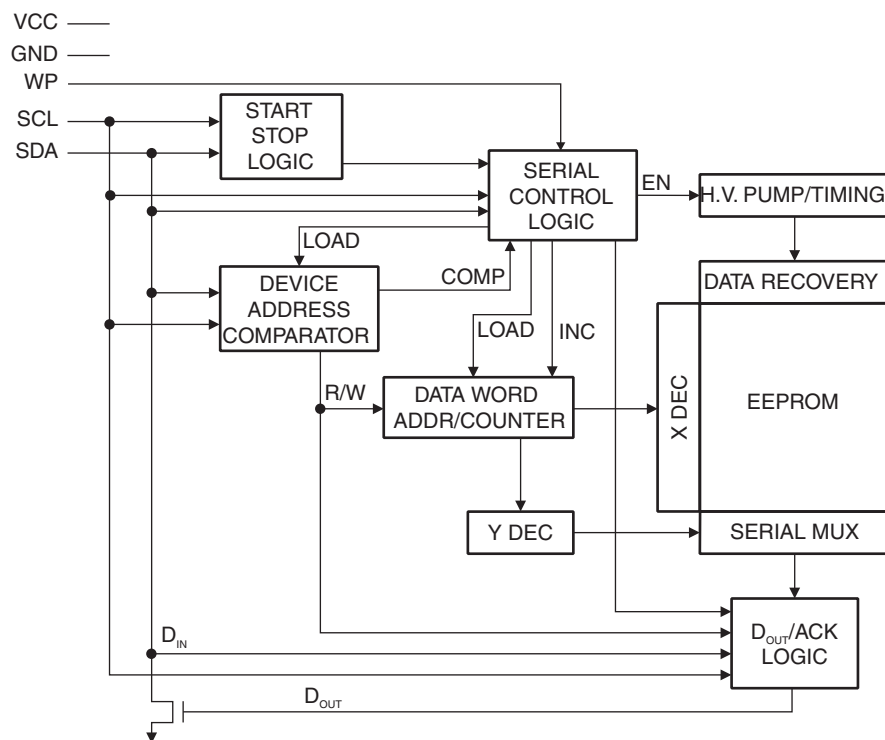 VCC
GND
WP
SCL
SDA
START
STOP
LOGIC
SERIAL
CONTROL
LOGIC
EN
H.V. PUMP/TIMING
LOAD
COMP
DEVICE
ADDRESS
COMPARATOR
DATA RECOVERY
LOAD
INC
R/W
DATA WORD
ADDR/COUNTER
X DEC
EEPROM
Y DEC
SERIAL MUX
DIN
DOUT/ACK
LOGIC
DOUT